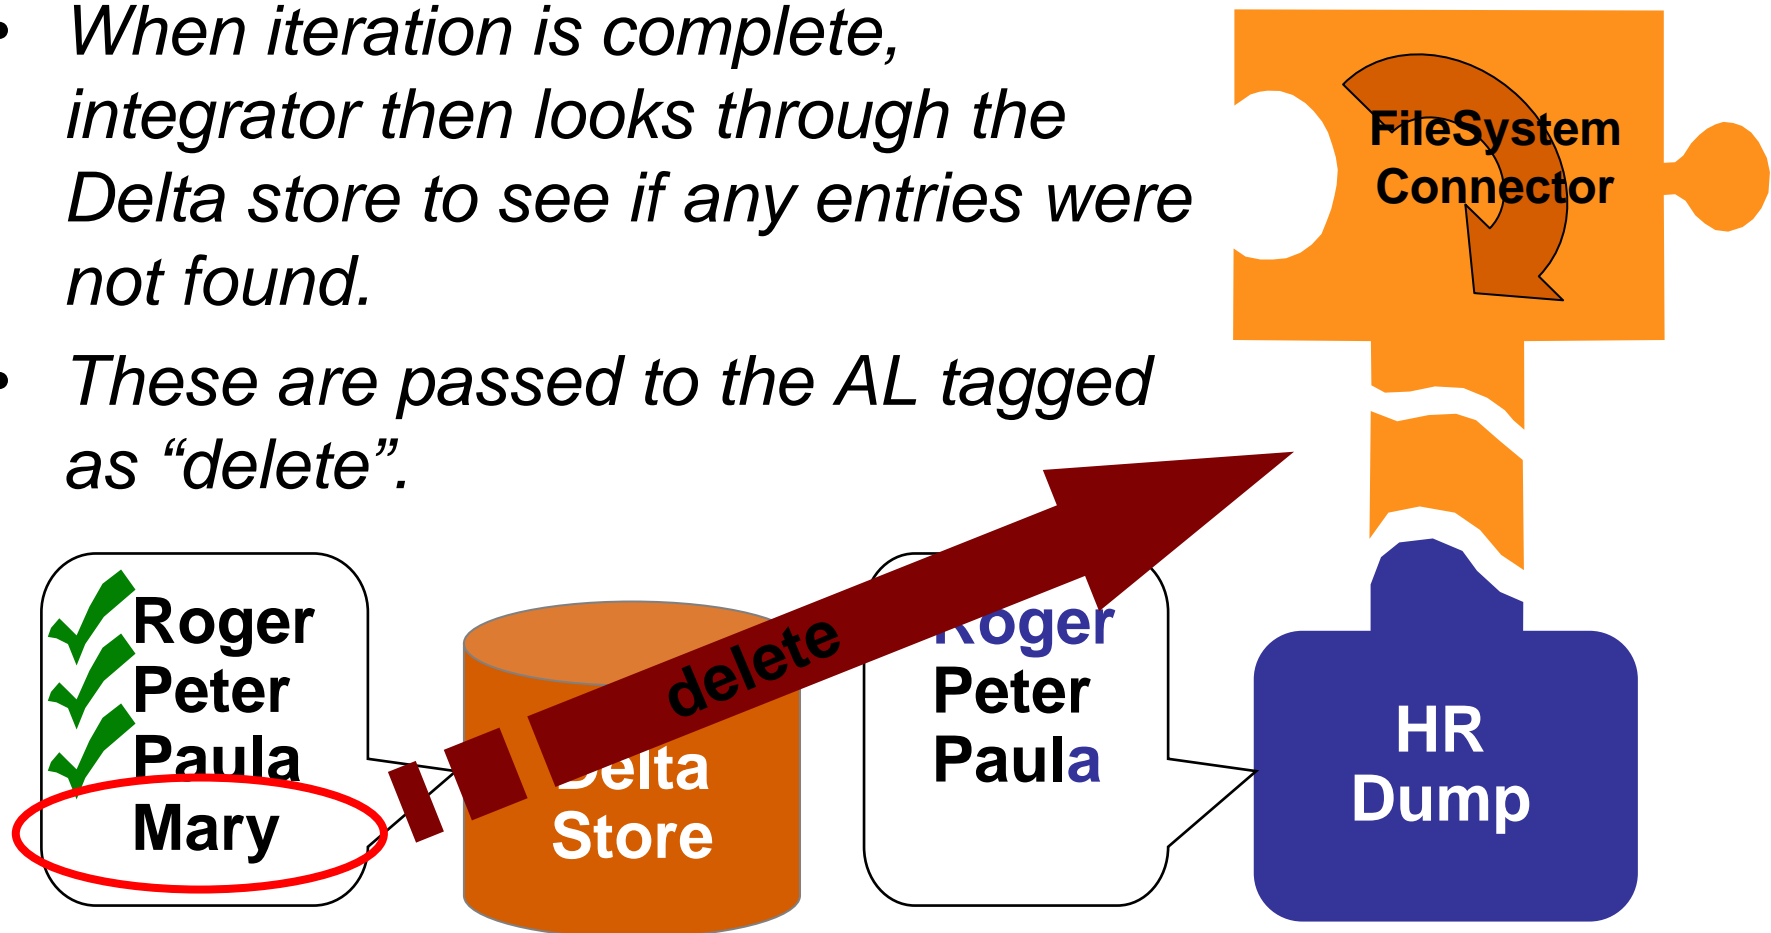 • When iteration is complete,
integrator then looks through the
Delta store to see if any entries were
not found.
• These are passed to the AL tagged
as “delete”.
FileSystem
Connector
Roger
Peter
Paula
Mary
delete
Delta
Store
Roger
Peter
Paula
HR
Dump